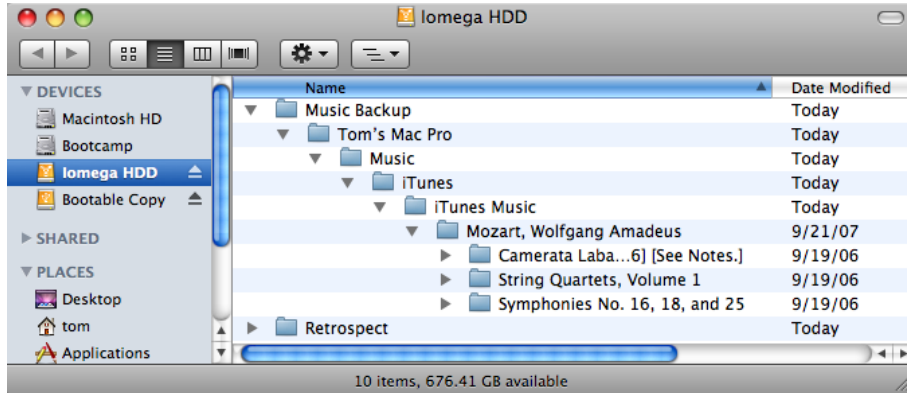 Iomega HDD
Name
Date Modified
DEVICES
Macintosh HD
Bootcamp
Iomega HDD
Bootable Copy
SHARED
PLACES
Desktop
tom
Applications
Music Backup Today
Tom's Mac Pro Today
Music Today
iTunes Today
iTunes Music Today
Mozart, Wolfgang Amadeus 9/21/07
Camerata Laba...6] [See Notes.] 9/19/06
String Quartets, Volume 1 9/19/06
Symphonies No. 16, 18, and 25 9/19/06
Retrospect Today
10 items, 676.41 GB available